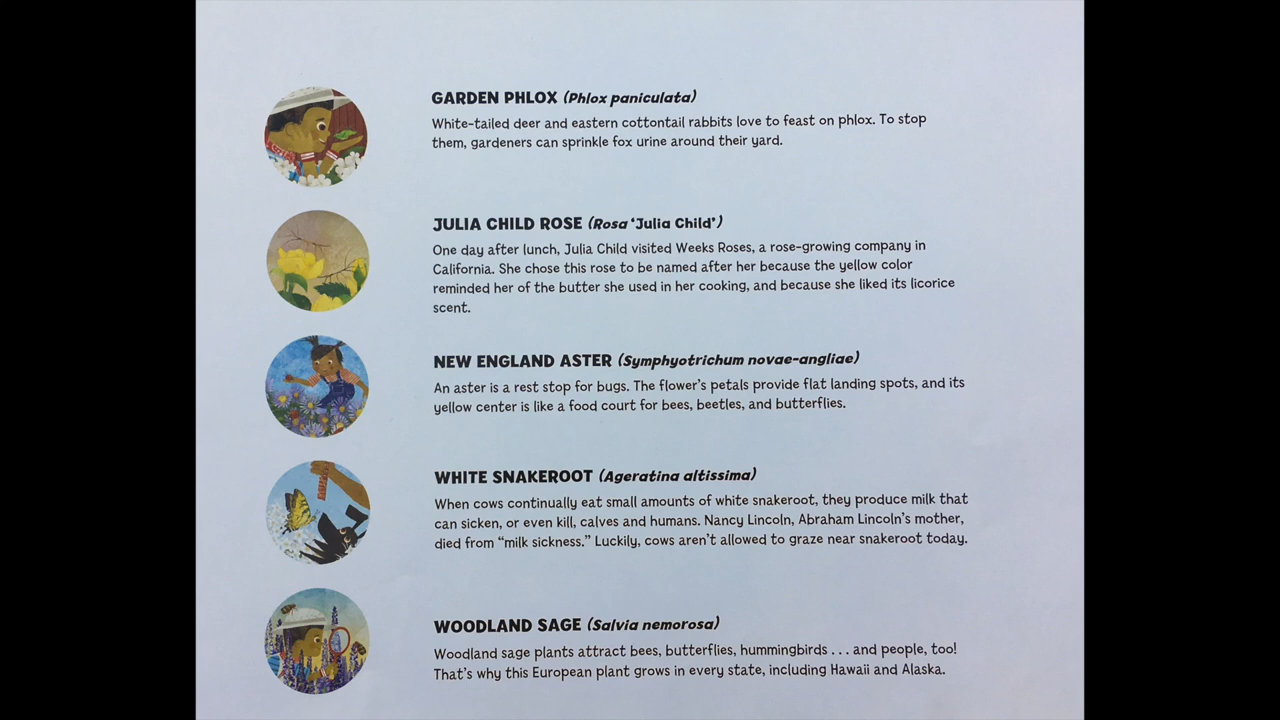 GARDEN PHLOX (Phlox paniculata)
White-tailed deer and eastern cottontail rabbits love to feast on phlox. To stop
them, gardeners can sprinkle fox urine around their yard.
JULIA CHILD ROSE (Rosa ‘Julia Child’)
One day after lunch, Julia Child visited Weeks Roses, a rose-growing company in
California. She chose this rose to be named after her because the yellow color
reminded her of the butter she used in her cooking, and because she liked its licorice
scent.
NEW ENGLAND ASTER (Symphyotrichum novae-angliae)
An aster is a rest stop for bugs. The flower’s petals provide flat landing spots, and its
yellow center is like a food court for bees, beetles, and butterflies.
WHITE SNAKEROOT (Ageratina altissima)
When cows continually eat small amounts of white snakeroot, they produce milk that
can sicken, or even kill, calves and humans. Nancy Lincoln, Abraham Lincoln’s mother,
died from “milk sickness.” Luckily, cows aren’t allowed to graze near snakeroot today.
WOODLAND SAGE (Salvia nemorosa)
Woodland sage plants attract bees, butterflies, hummingbirds . . . and people, too!
That’s why this European plant grows in every state, including Hawaii and Alaska.